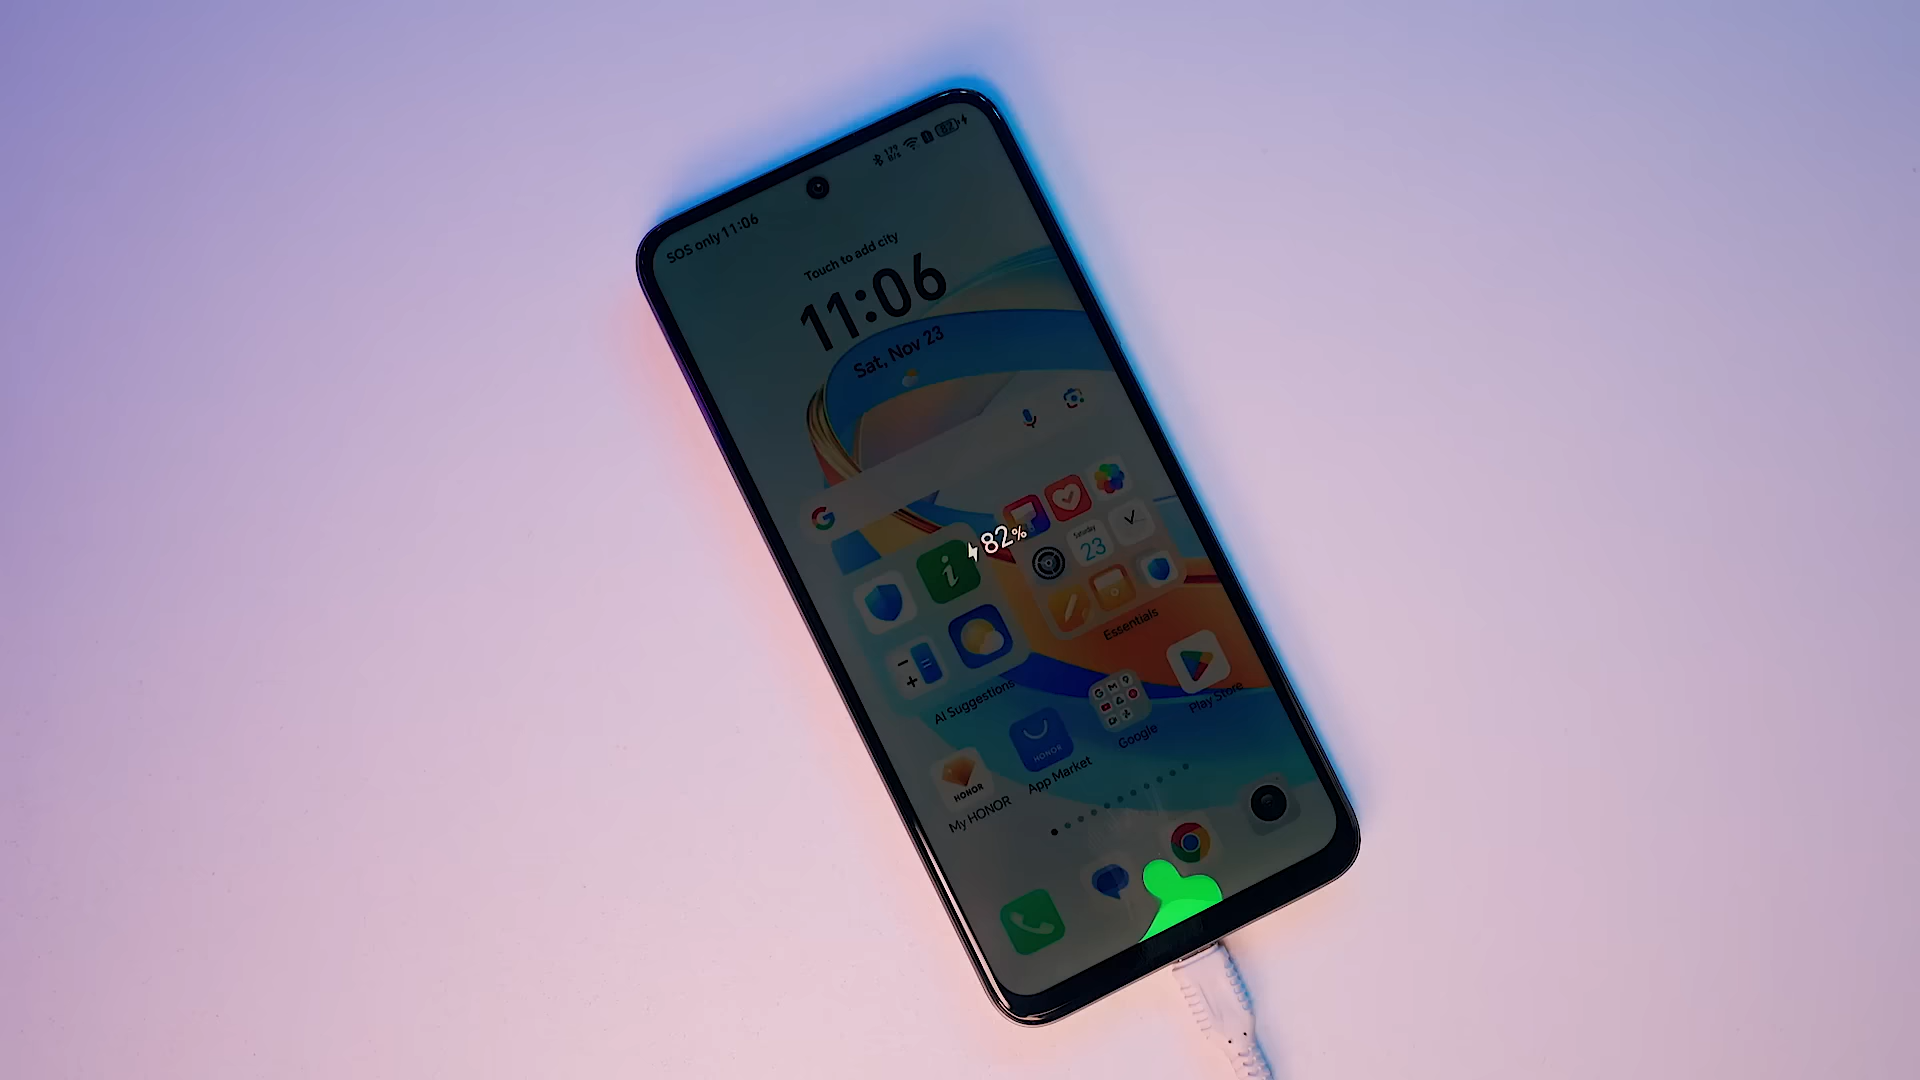 SOS only 11:06
82
Touch to add city
11:06
Sat, Nov 23
82%
Saturday
23
Essentials
AI Suggestions
HONOR
My HONOR
HONOR
App Market
Google
Play Store